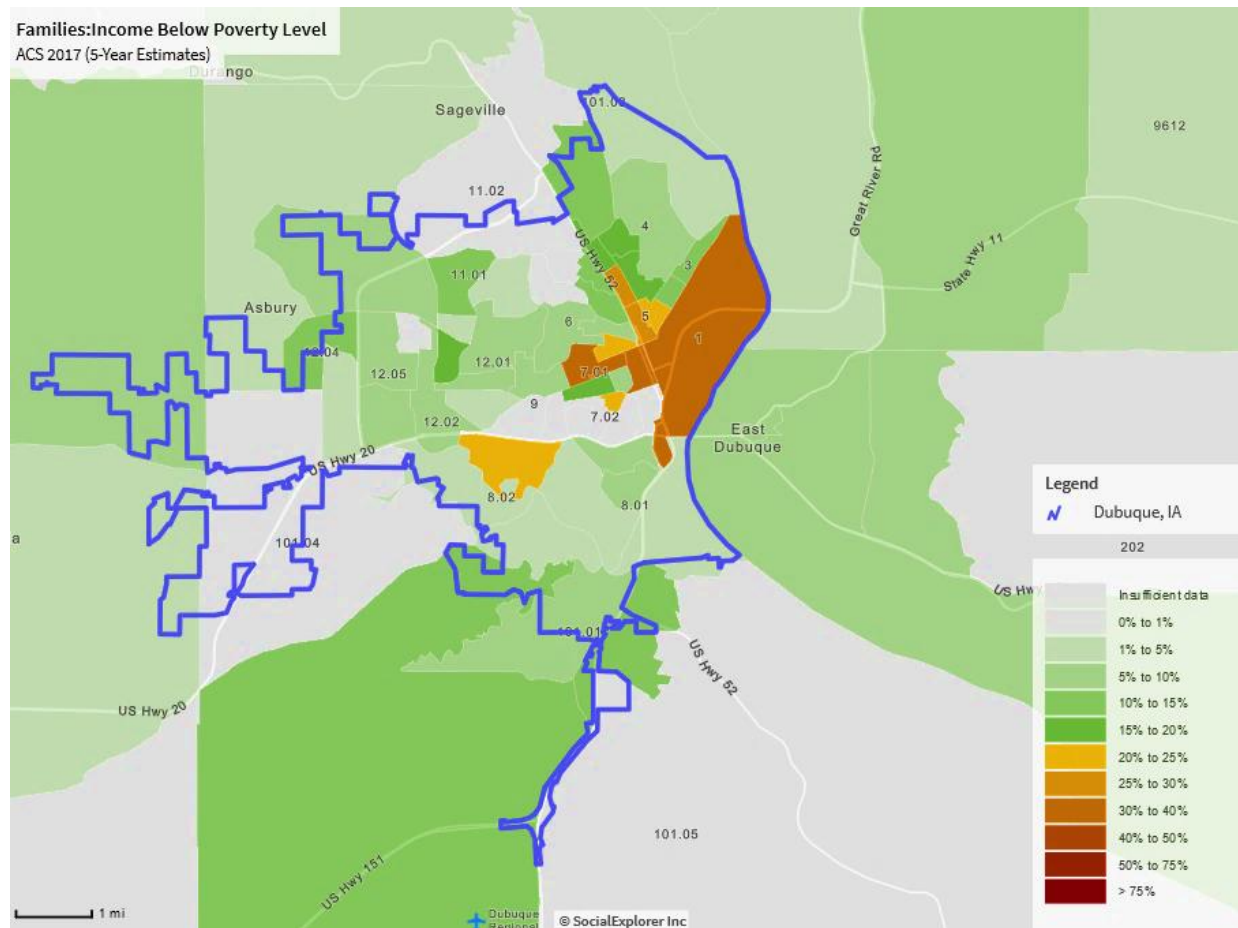 Families:Income Below Poverty Level
ACS 2017 (5-Year Estimates)
Durango
Sageville
101.03
9612
Great River Rd
11.02
State Hwy 11
4
US Hwy 52
3
11.01
Asbury
5
6
1
12.04
12.01
7.01
12.05
9
7.02
12.02
East
Dubuque
US Hwy 20
8.02
8.01
a
101.04
101.01
US Hwy 52
US Hwy 20
101.05
US Hwy 151
1 mi
Dubuque
© SocialExplorer Inc
Legend
Dubuque, IA
202
US Hwy
Insufficient data
0% to 1%
1% to 5%
5% to 10%
10% to 15%
15% to 20%
20% to 25%
25% to 30%
30% to 40%
40% to 50%
50% to 75%
> 75%